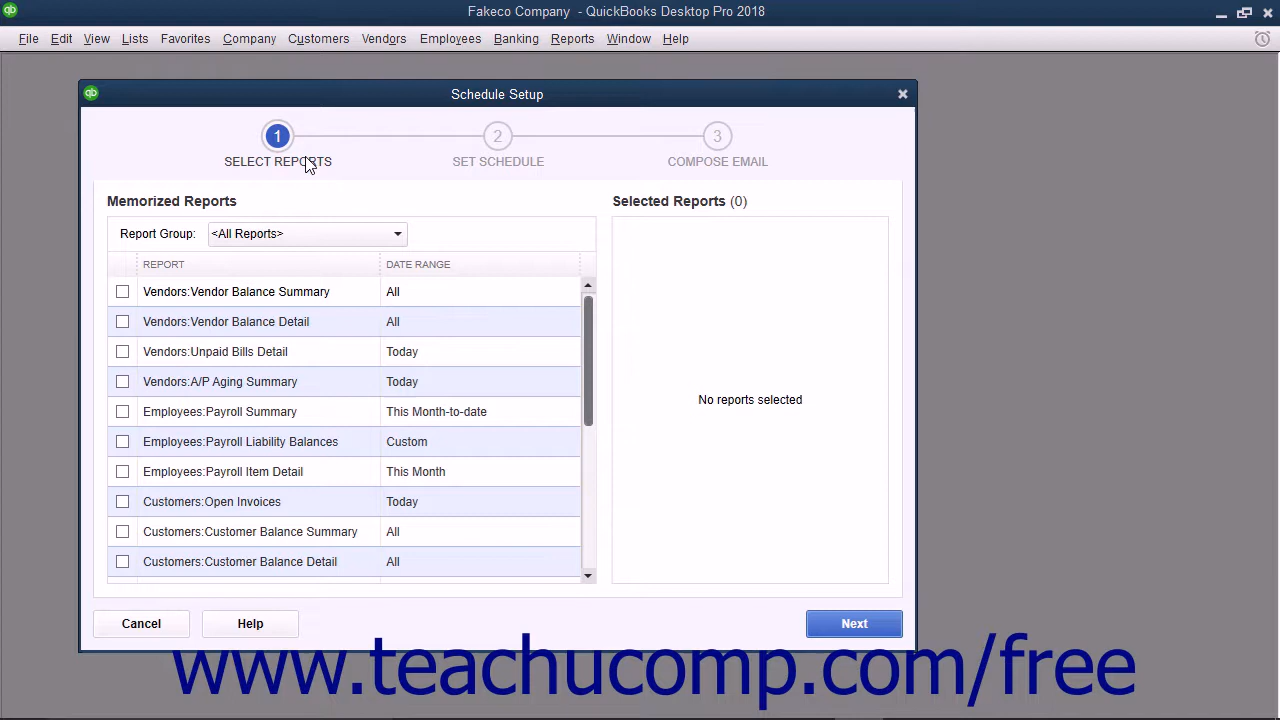 Fakeco Company - QuickBooks Desktop Pro 2018
File Edit View Lists Favorites Company Customers Vendors Employees Banking Reports Window Help
qb Schedule Setup
1 2 3
SELECT REPORTS SET SCHEDULE COMPOSE EMAIL
Memorized Reports Selected Reports (0)
Report Group: <All Reports>
REPORT DATE RANGE
Vendors:Vendor Balance Summary All
Vendors:Vendor Balance Detail All
Vendors:Unpaid Bills Detail Today
Vendors:A/P Aging Summary Today
No reports selected
Employees:Payroll Summary This Month-to-date
Employees:Payroll Liability Balances Custom
Employees:Payroll Item Detail This Month
Customers:Open Invoices Today
Customers:Customer Balance Summary All
Customers:Customer Balance Detail All
Cancel Help Next
www.teachucomp.com/free